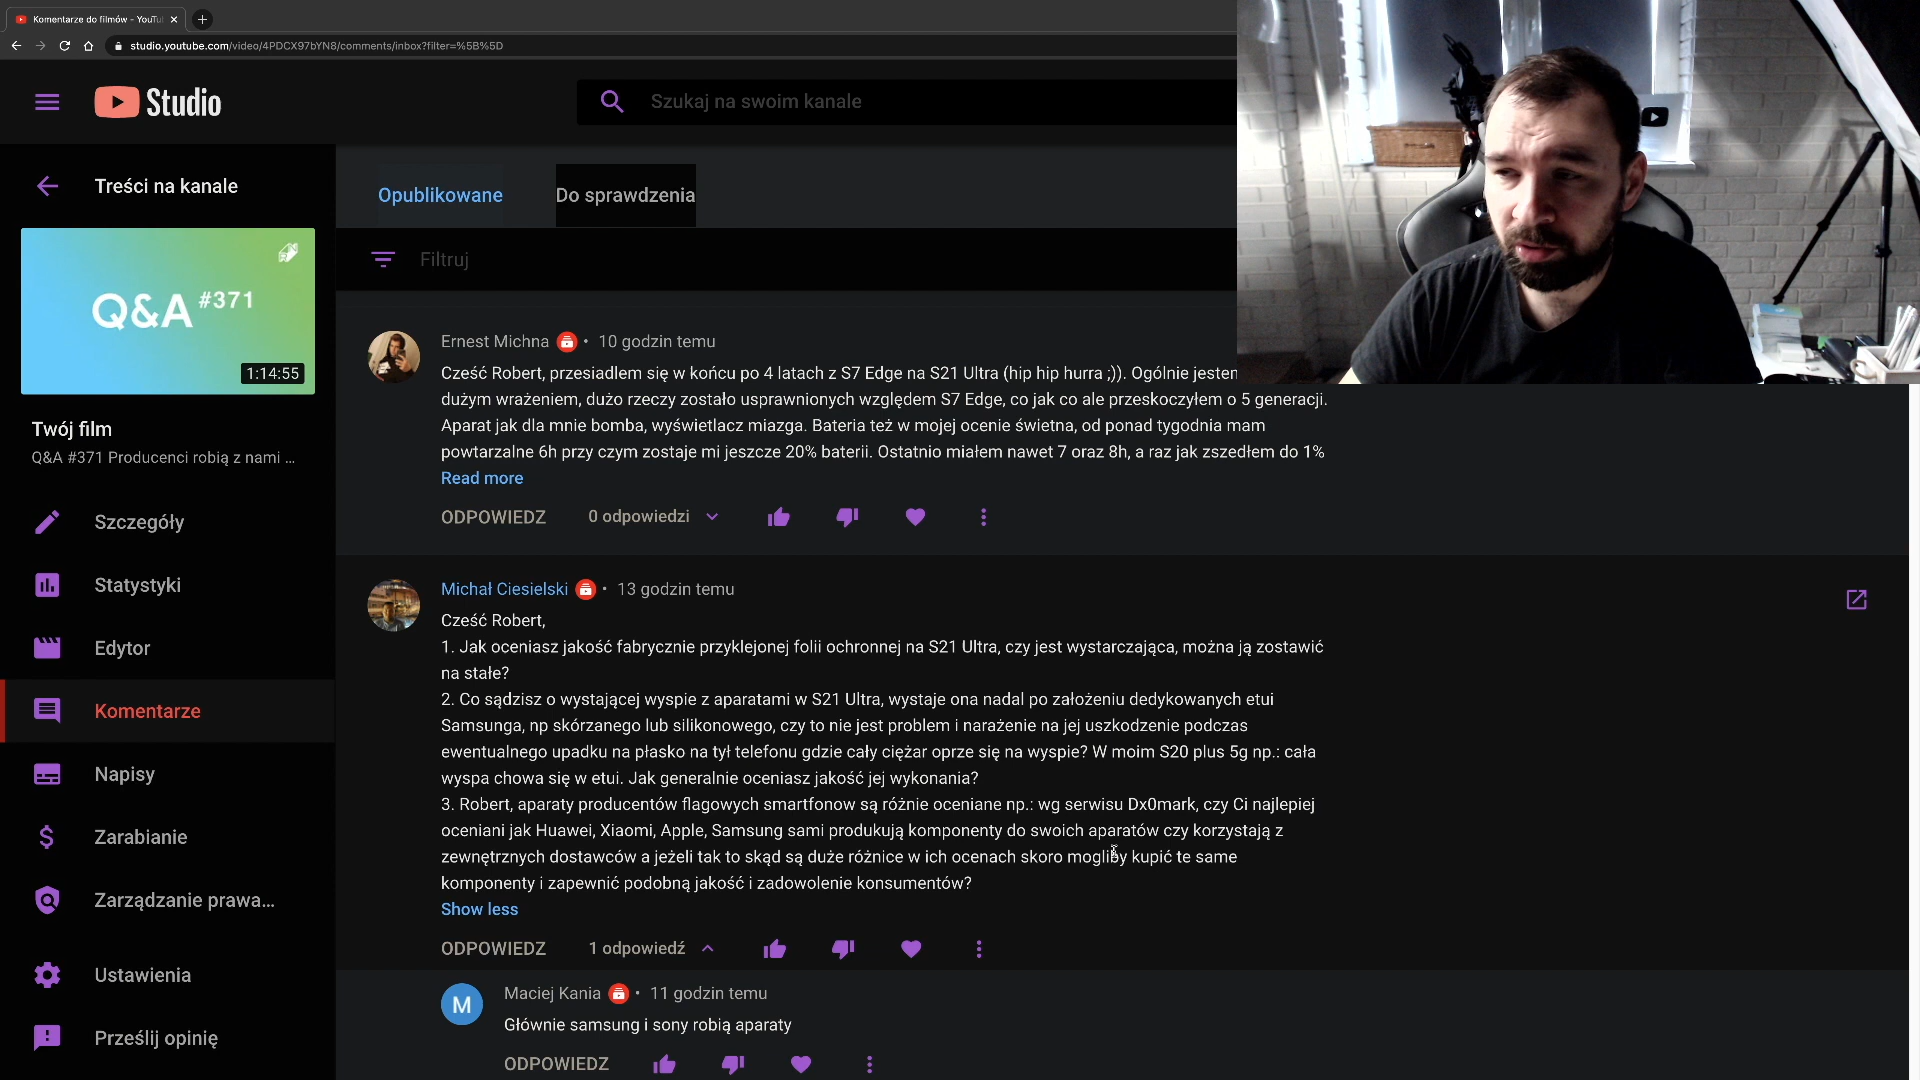 Komentarze do filmów - YouTu
studio.youtube.com/video/4PDCX97bYN8/comments/inbox?filter=%5B%5D
Studio
Szukaj na swoim kanale
Treści na kanale
Opublikowane
Do sprawdzenia
Filtruj
Q&A #371
1:14:55
Twój film
Q&A #371 Producenci robią z nami ...
Szczegóły
Statystyki
Edytor
Komentarze
Napisy
Zarabianie
Zarządzanie prawa...
Ustawienia
Prześlij opinię
Ernest Michna • 10 godzin temu
Cześć Robert, przesiadlem się w końcu po 4 latach z S7 Edge na S21 Ultra (hip hip hurra ;)). Ogólnie jestem
dużym wrażeniem, dużo rzeczy zostało usprawnionych względem S7 Edge, co jak co ale przeskoczyłem o 5 generacji.
Aparat jak dla mnie bomba, wyświetlacz miazga. Bateria też w mojej ocenie świetna, od ponad tygodnia mam
powtarzalne 6h przy czym zostaje mi jeszcze 20% baterii. Ostatnio miałem nawet 7 oraz 8h, a raz jak zszedłem do 1%
Read more
ODPOWIEDZ 0 odpowiedzi
Michał Ciesielski • 13 godzin temu
Cześć Robert,
1. Jak oceniasz jakość fabrycznie przyklejonej folii ochronnej na S21 Ultra, czy jest wystarczająca, można ją zostawić
na stałe?
2. Co sądzisz o wystającej wyspie z aparatami w S21 Ultra, wystaje ona nadal po założeniu dedykowanych etui
Samsunga, np skórzanego lub silikonowego, czy to nie jest problem i narażenie na jej uszkodzenie podczas
ewentualnego upadku na płasko na tył telefonu gdzie cały ciężar oprze się na wyspie? W moim S20 plus 5g np.: cała
wyspa chowa się w etui. Jak generalnie oceniasz jakość jej wykonania?
3. Robert, aparaty producentów flagowych smartfonow są różnie oceniane np.: wg serwisu Dx0mark, czy Ci najlepiej
oceniani jak Huawei, Xiaomi, Apple, Samsung sami produkują komponenty do swoich aparatów czy korzystają z
zewnętrznych dostawców a jeżeli tak to skąd są duże różnice w ich ocenach skoro mogliby kupić te same
komponenty i zapewnić podobną jakość i zadowolenie konsumentów?
Show less
ODPOWIEDZ 1 odpowiedź
M
Maciej Kania • 11 godzin temu
Głównie samsung i sony robią aparaty
ODPOWIEDZ